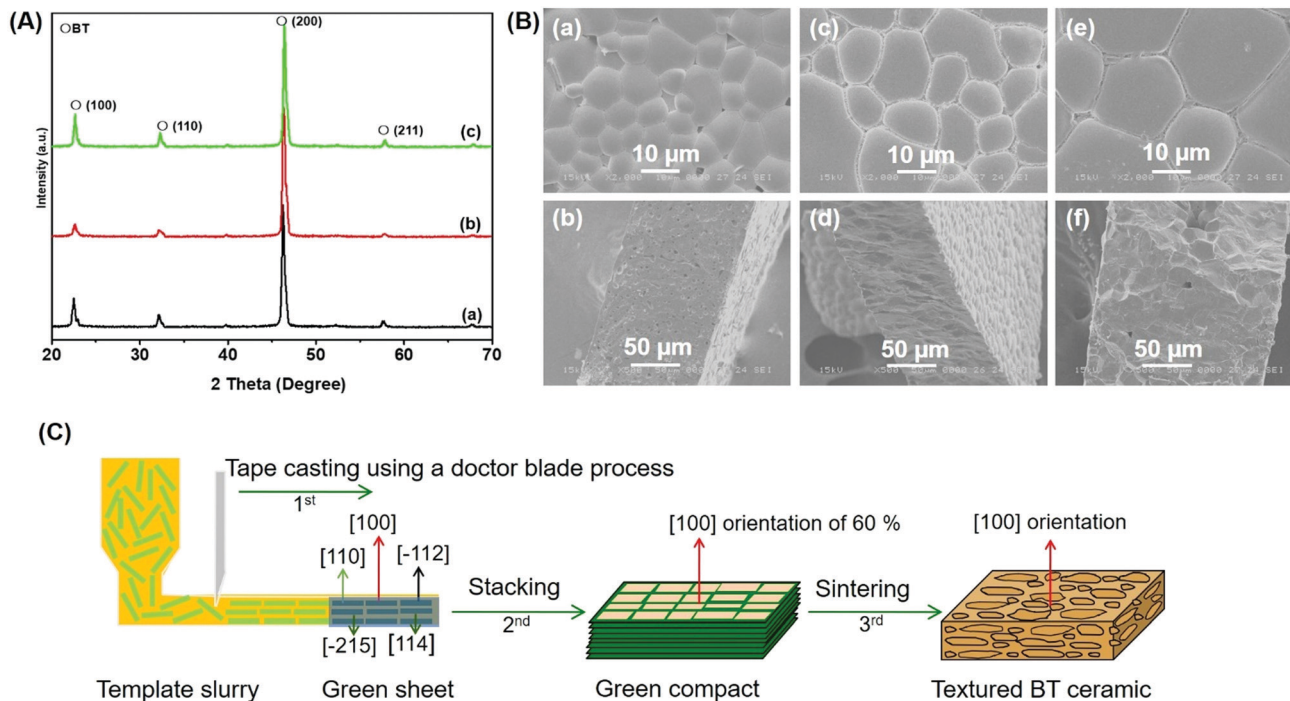 (A)
○BT
○ (100)
○ (110)
○
(200)
○ (211)
(c)
(b)
(a)
Intensity (a.u.)
20 30 40 50 60 70
2 Theta (Degree)
(B)
(a)
10 µm
(c)
10 µm
(e)
10 µm
(b)
50 µm
(d)
50 µm
(f)
50 µm
(C)
Tape casting using a doctor blade process
1st
[100]
[110]
[-112]
[-215]
[114]
Stacking
2nd
[100] orientation of 60 %
Sintering
3rd
[100] orientation
Template slurry
Green sheet
Green compact
Textured BT ceramic